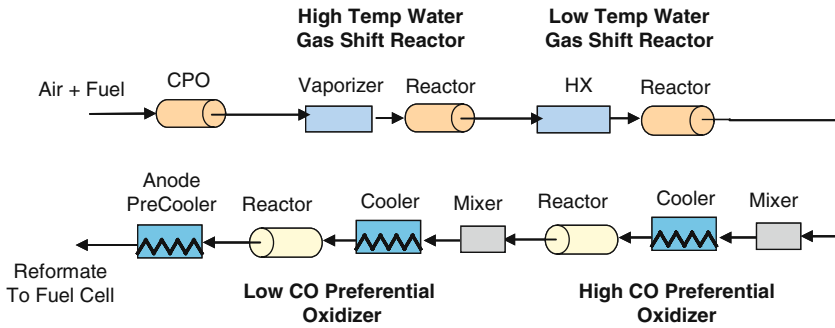 High Temp Water
Gas Shift Reactor
Low Temp Water
Gas Shift Reactor
Air + Fuel
CPO
Vaporizer
Reactor
HX
Reactor
Anode
PreCooler
Reactor
Cooler
Mixer
Reactor
Cooler
Mixer
Reformate
To Fuel Cell
Low CO Preferential
Oxidizer
High CO Preferential
Oxidizer